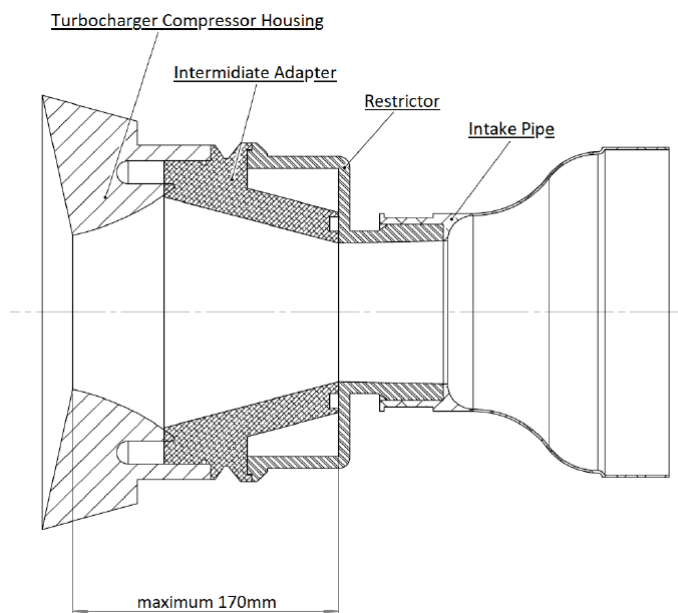 Turbocharger Compressor Housing
Intermidiate Adapter
Restrictor
Intake Pipe
maximum 170mm